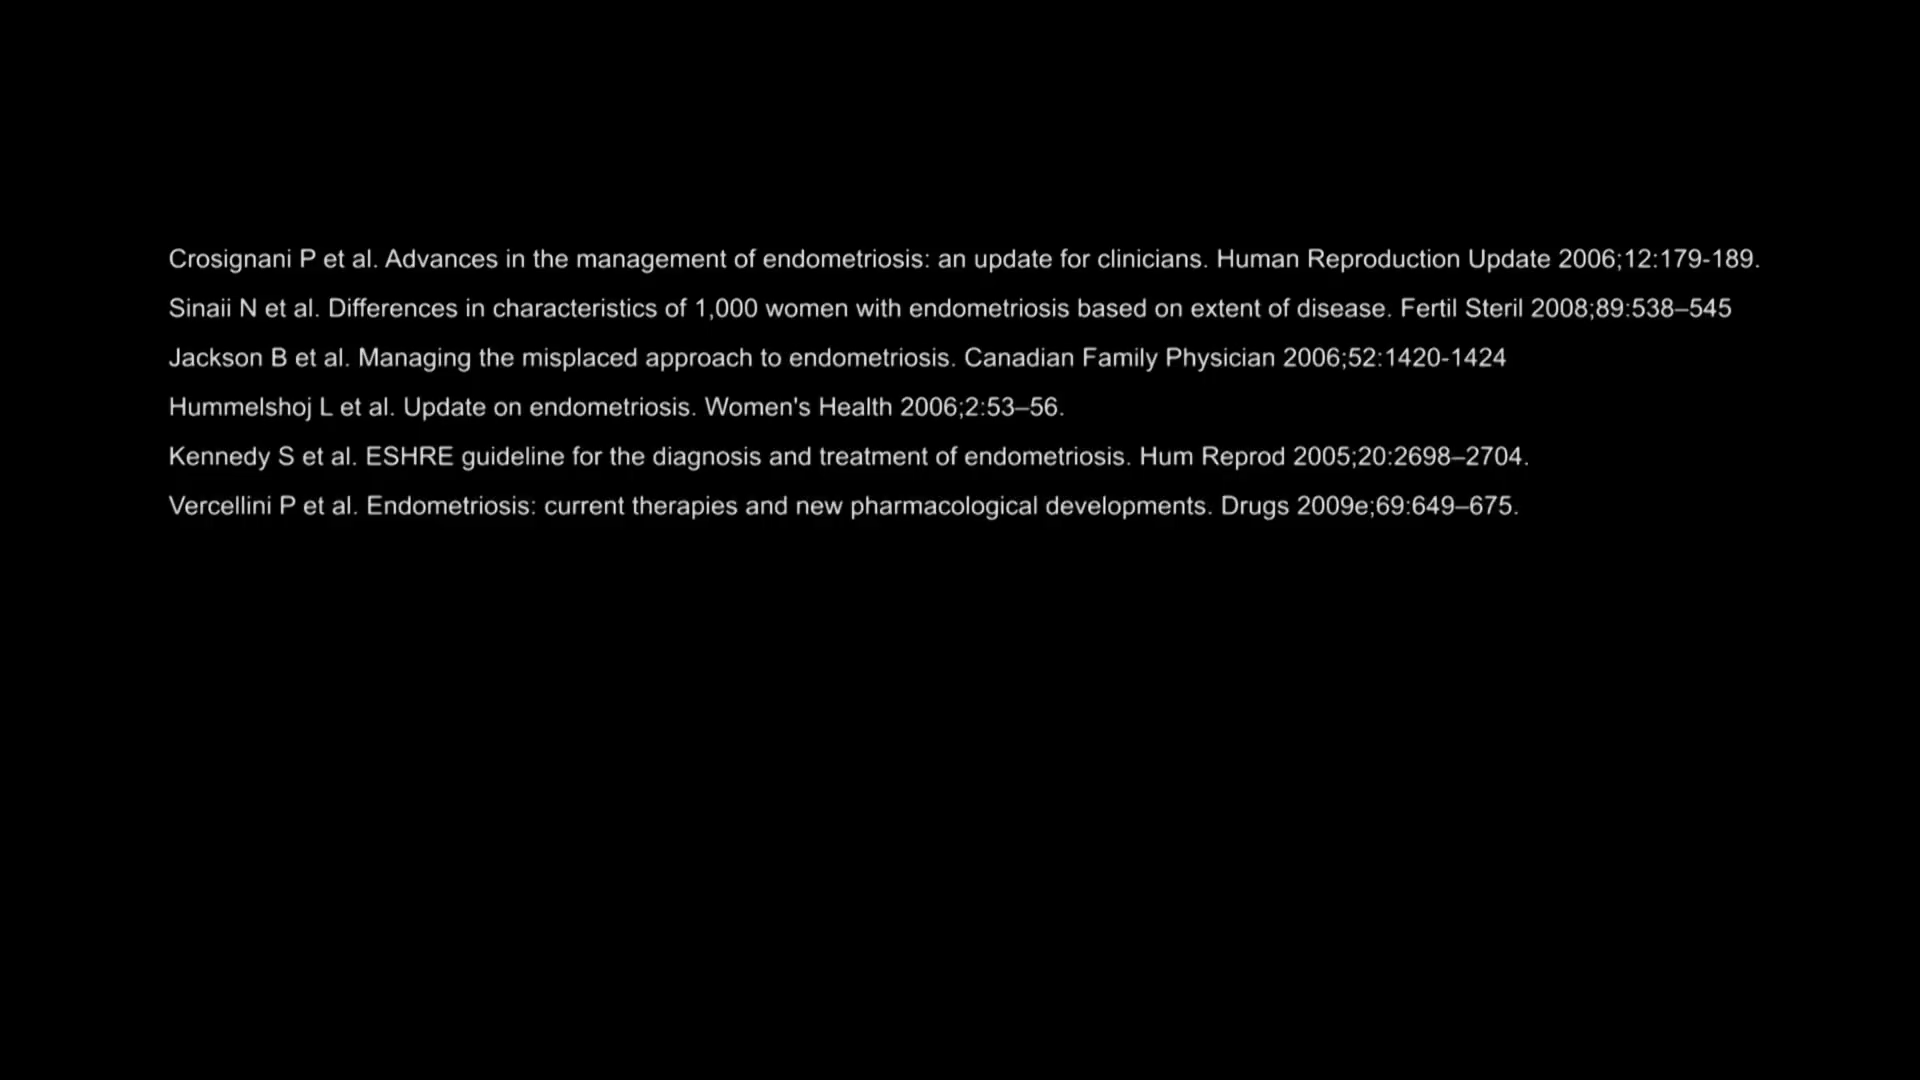 Crosignani P et al. Advances in the management of endometriosis: an update for clinicians. Human Reproduction Update 2006;12:179-189.
Sinaii N et al. Differences in characteristics of 1,000 women with endometriosis based on extent of disease. Fertil Steril 2008;89:538–545
Jackson B et al. Managing the misplaced approach to endometriosis. Canadian Family Physician 2006;52:1420-1424
Hummelshoj L et al. Update on endometriosis. Women's Health 2006;2:53–56.
Kennedy S et al. ESHRE guideline for the diagnosis and treatment of endometriosis. Hum Reprod 2005;20:2698–2704.
Vercellini P et al. Endometriosis: current therapies and new pharmacological developments. Drugs 2009e;69:649–675.